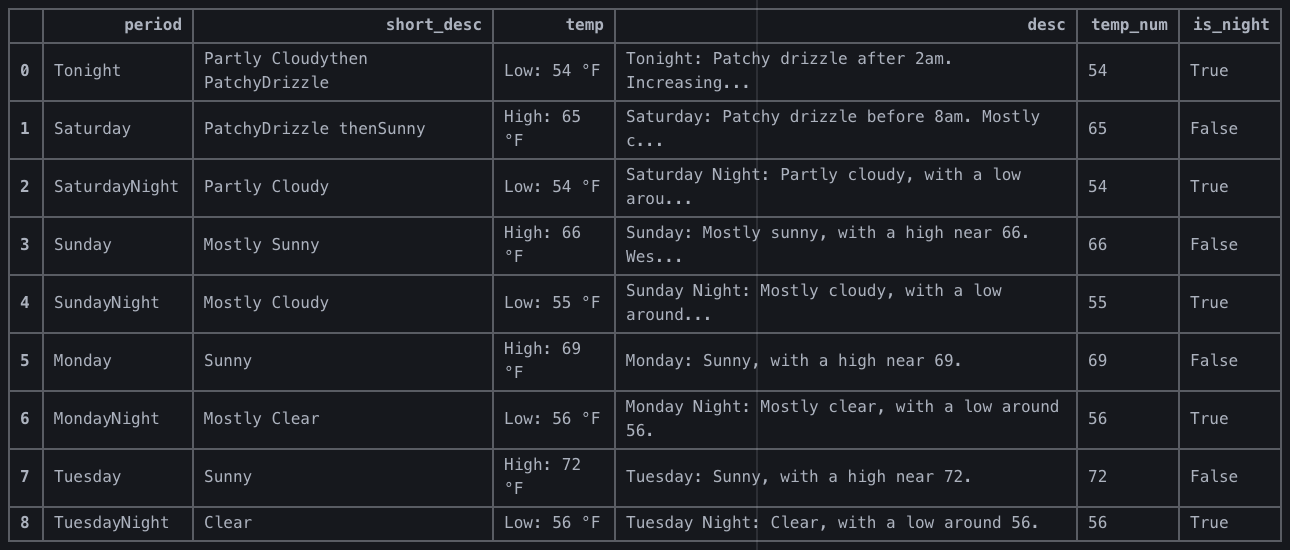 period short_desc temp desc temp_num is_night
0 Tonight Partly Cloudythen PatchyDrizzle Low: 54 °F Tonight: Patchy drizzle after 2am. Increasing... 54 True
1 Saturday PatchyDrizzle thenSunny High: 65 °F Saturday: Patchy drizzle before 8am. Mostly c... 65 False
2 SaturdayNight Partly Cloudy Low: 54 °F Saturday Night: Partly cloudy, with a low arou... 54 True
3 Sunday Mostly Sunny High: 66 °F Sunday: Mostly sunny, with a high near 66. Wes... 66 False
4 SundayNight Mostly Cloudy Low: 55 °F Sunday Night: Mostly cloudy, with a low around... 55 True
5 Monday Sunny High: 69 °F Monday: Sunny, with a high near 69. 69 False
6 MondayNight Mostly Clear Low: 56 °F Monday Night: Mostly clear, with a low around 56. 56 True
7 Tuesday Sunny High: 72 °F Tuesday: Sunny, with a high near 72. 72 False
8 TuesdayNight Clear Low: 56 °F Tuesday Night: Clear, with a low around 56. 56 True